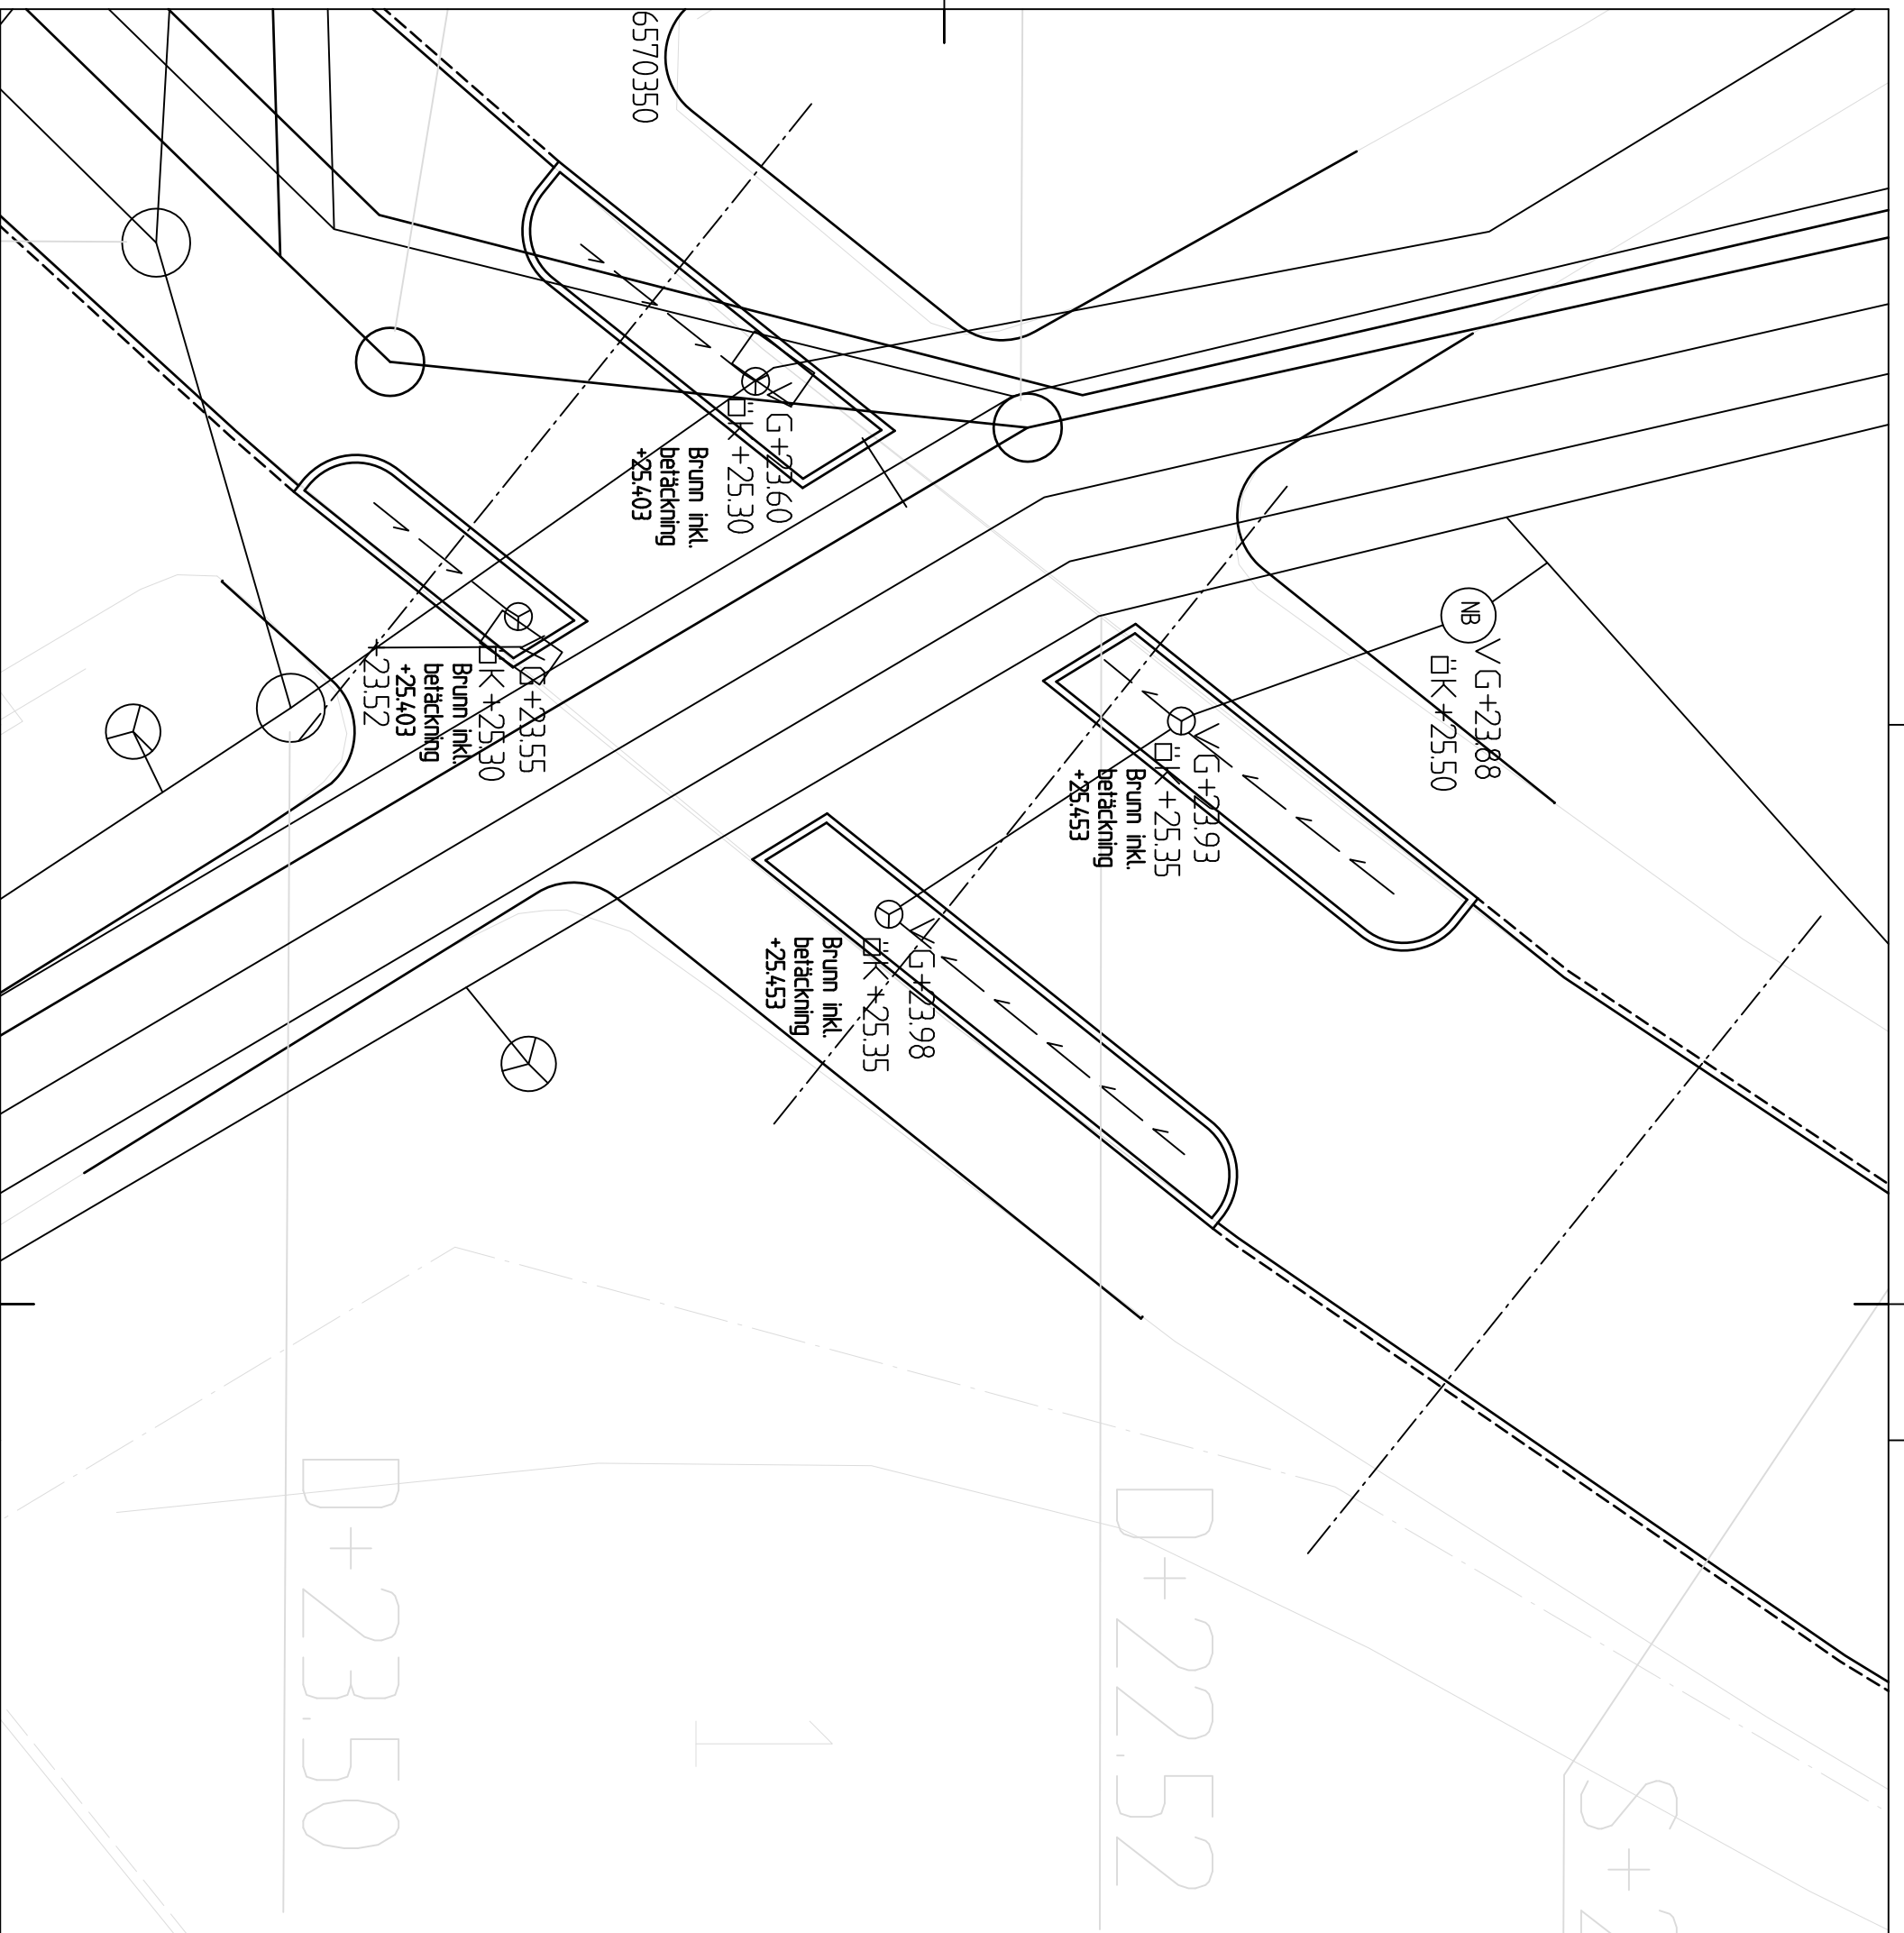 6570350
VG+23.60
ÖK+25.30
Brunn inkl.
betäckning
+25.403
VG+23.55
ÖK+25.30
Brunn inkl.
betäckning
+25.403
+23.52
NB
VG+23.88
ÖK+25.50
VG+23.93
ÖK+25.35
Brunn inkl.
betäckning
+25.453
VG+23.98
ÖK+25.35
Brunn inkl.
betäckning
+25.453
D+23.50
D+22.52
1